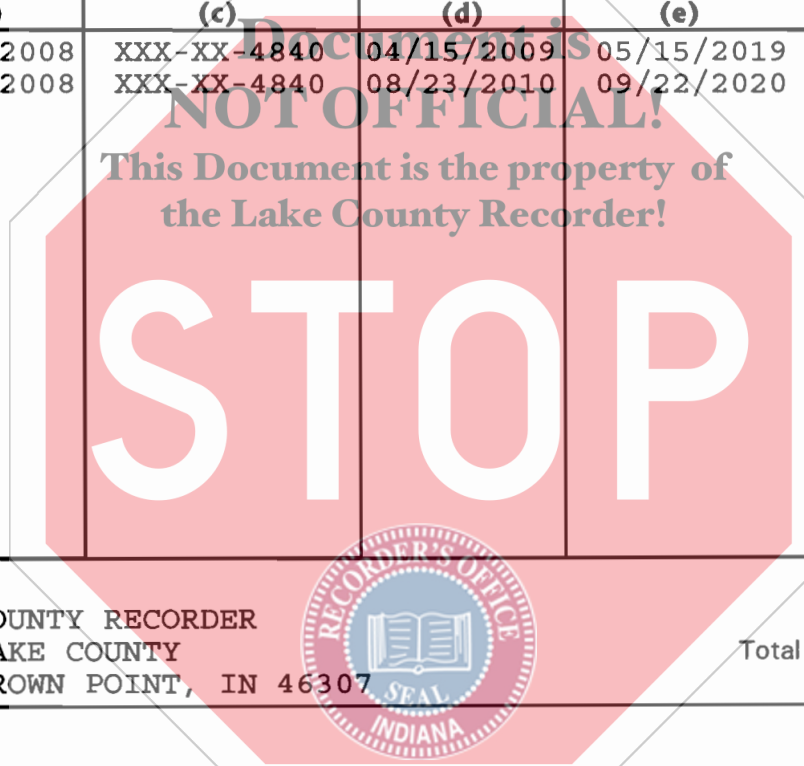 (c) (d) (e)
2008 XXX-XX-4840 04/15/2009 05/15/2019
2008 XXX-XX-4840 08/23/2010 09/22/2020
Document is
NOT OFFICIAL!
This Document is the property of
the Lake County Recorder!
STOP
OUNTY RECORDER
AKE COUNTY
ROWN POINT, IN 46307
Total
RECORDER'S OFFICE
SEAL
INDIANA